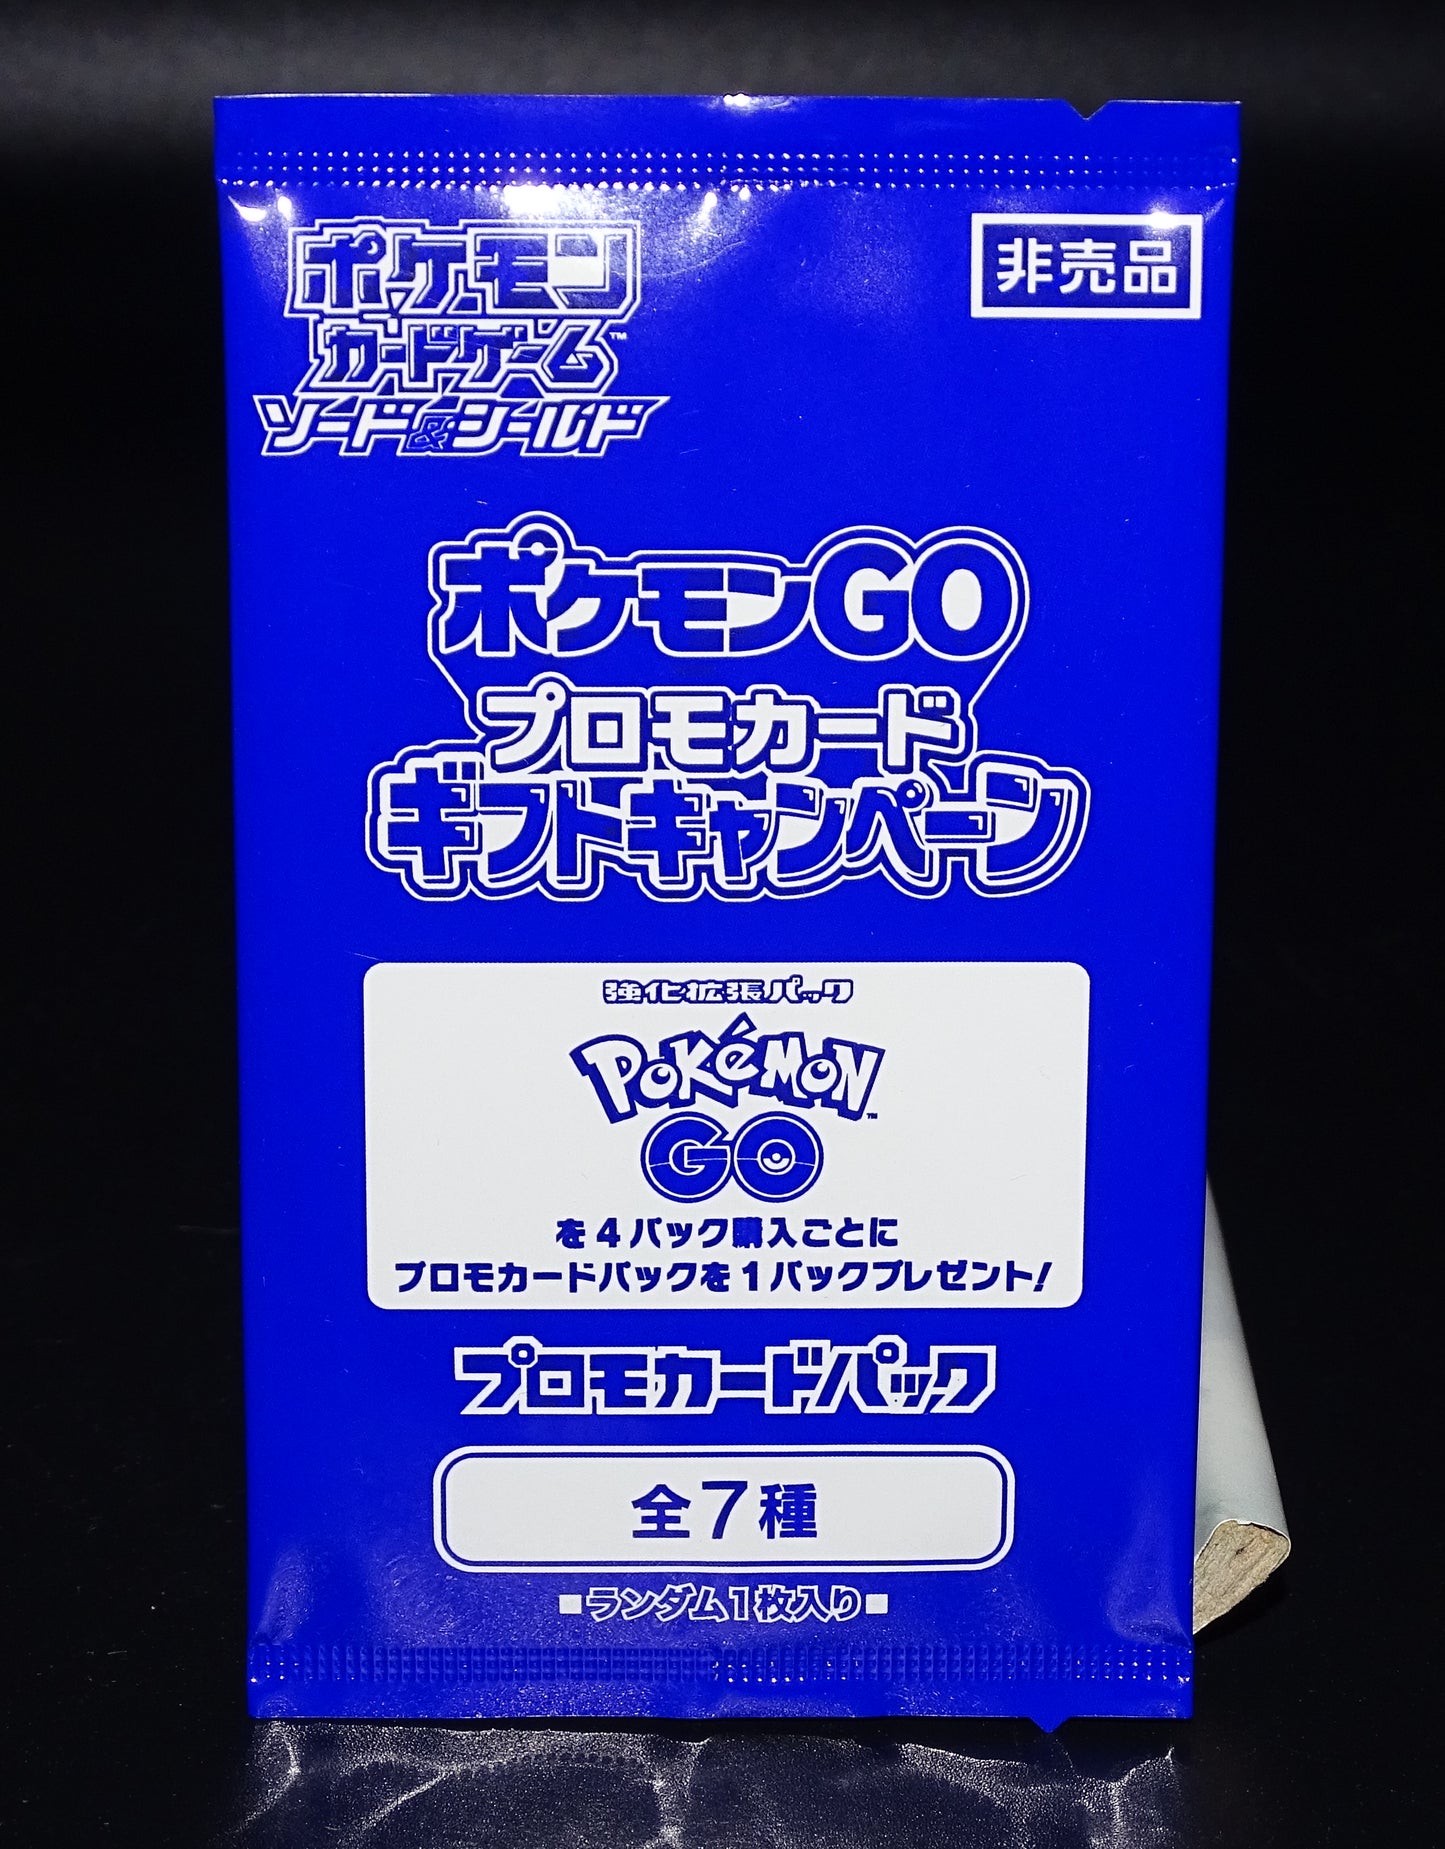 ポケモン
カードゲーム™
ソード&シールド
非売品
ポケモンGO
プロモカード
ギフトキャンペーン
強化拡張パック
POKéMON™
GO
を4パック購入ごとに
プロモカードパックを1パックプレゼント!
プロモカードパック
全7種
■ランダム1枚入り■